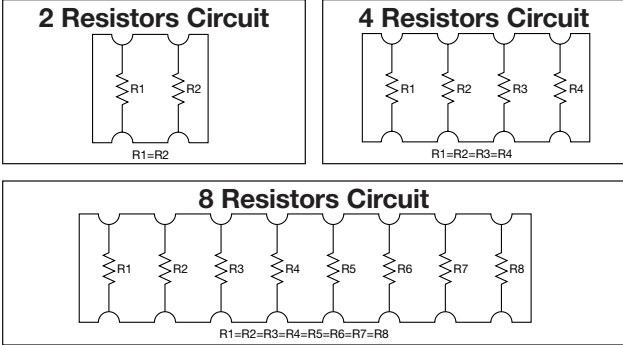 2 Resistors Circuit
R1 R2
R1=R2
4 Resistors Circuit
R1 R2 R3 R4
R1=R2=R3=R4
8 Resistors Circuit
R1 R2 R3 R4 R5 R6 R7 R8
R1=R2=R3=R4=R5=R6=R7=R8